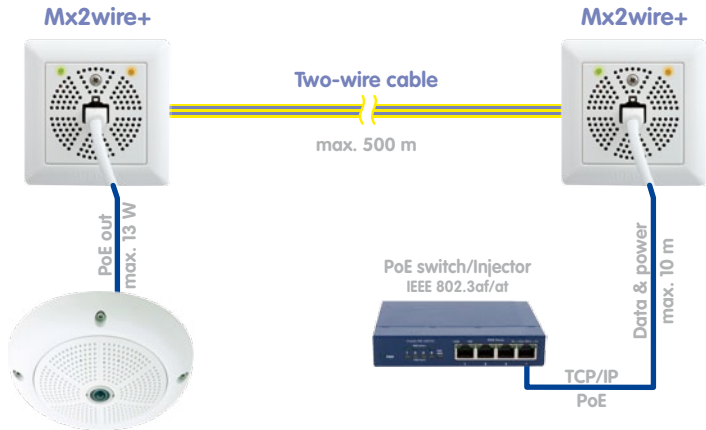 Mx2wire+
Mx2wire+
Two-wire cable
max. 500 m
PoE out
max. 13 W
Data & power
max. 10 m
PoE switch/Injector
IEEE 802.3af/at
TCP/IP
PoE